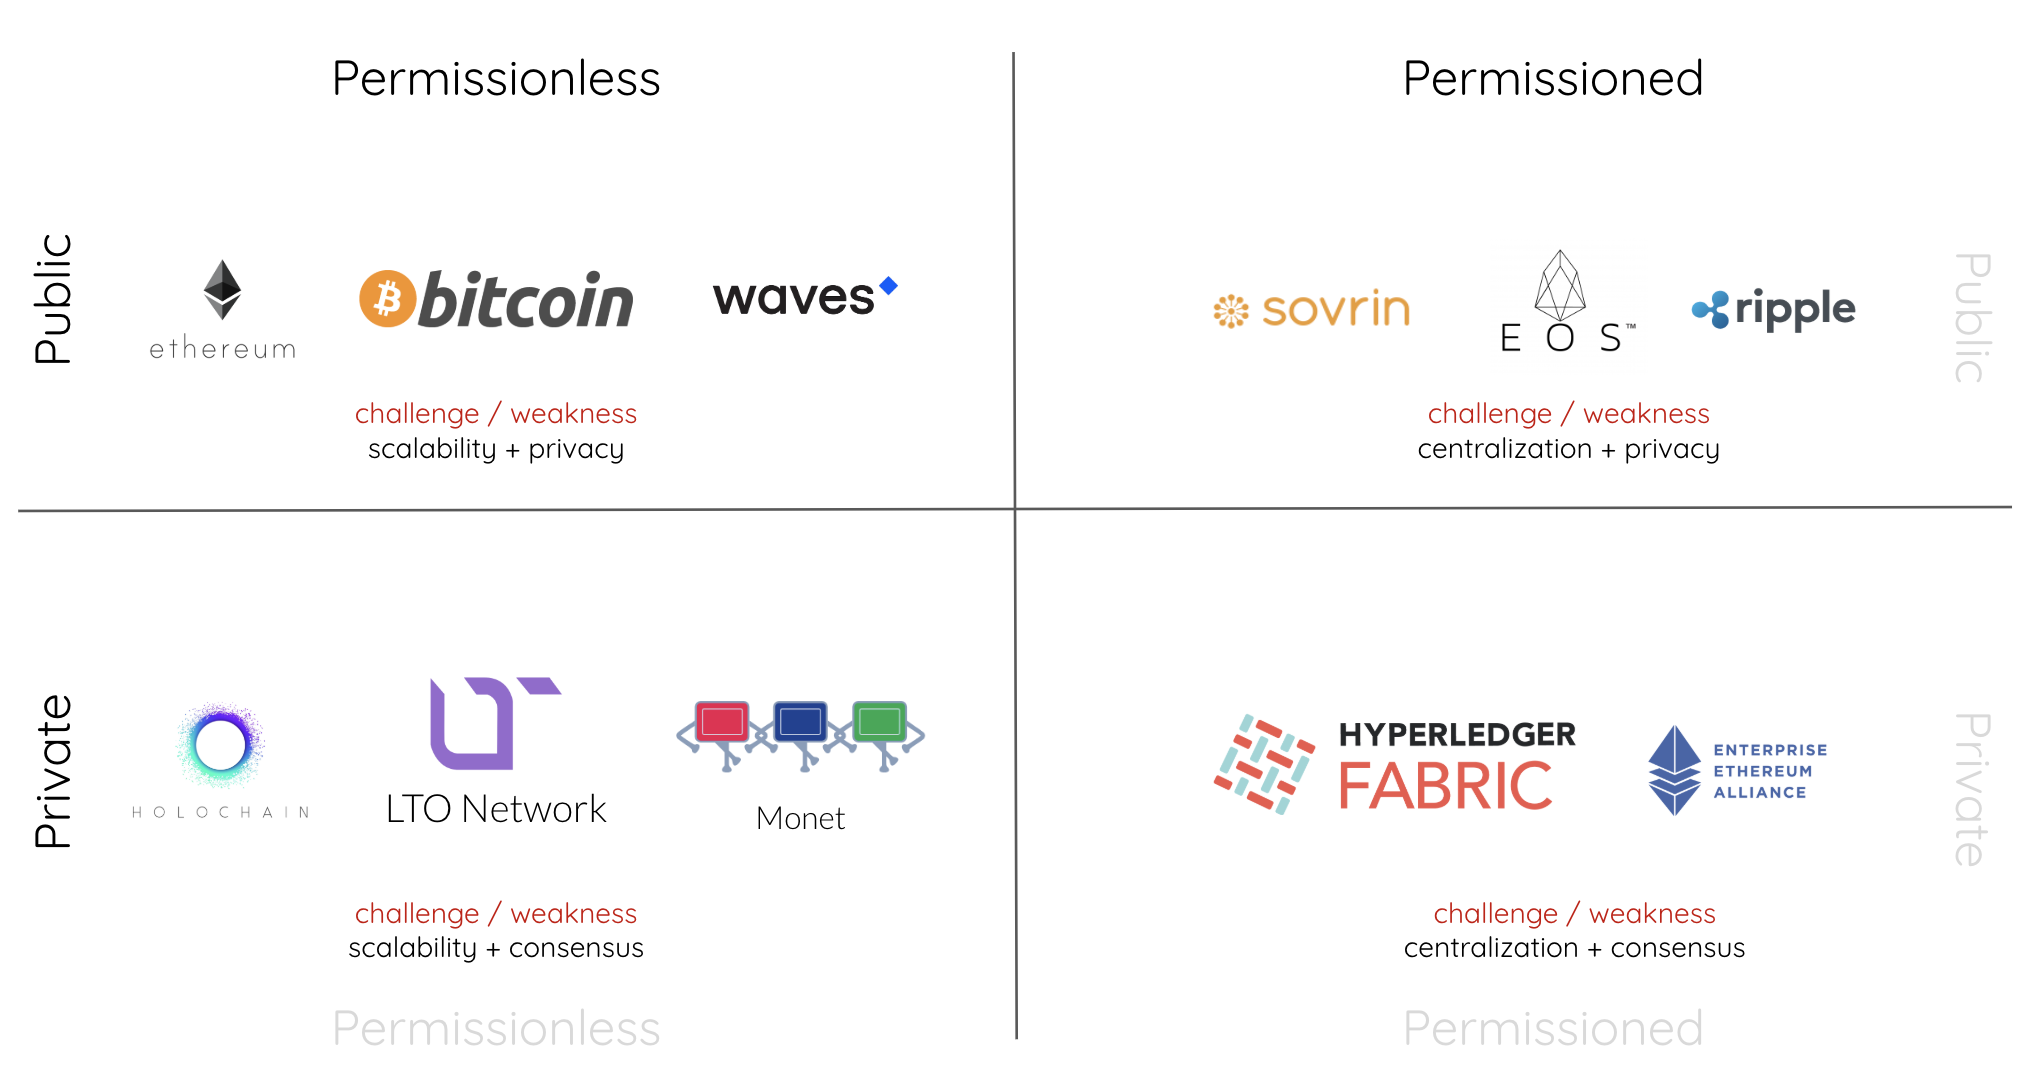 Permissionless
Permissioned
Public
ethereum
bitcoin
waves
challenge / weakness
scalability + privacy
sovrin
EOS™
ripple
challenge / weakness
centralization + privacy
Public
Private
HOLOCHAIN
LTO Network
Monet
challenge / weakness
scalability + consensus
HYPERLEDGER
FABRIC
ENTERPRISE
ETHEREUM
ALLIANCE
challenge / weakness
centralization + consensus
Private
Permissionless
Permissioned